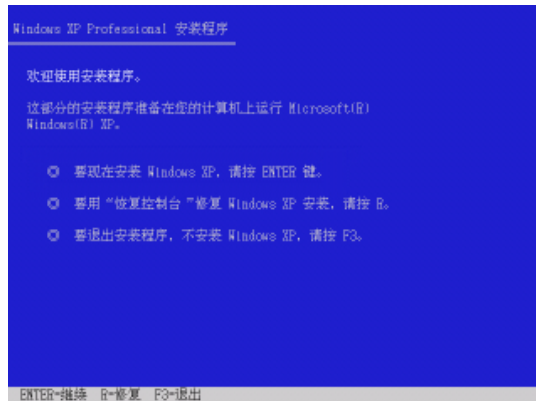 Windows XP Professional 安装程序
欢迎使用安装程序。
这部分的安装程序准备在您的计算机上运行 Microsoft(R)
Windows(R) XP。
◎ 要现在安装 Windows XP, 请按 ENTER 键。
◎ 要用“恢复控制台”修复 Windows XP 安装, 请按 R。
◎ 要退出安装程序, 不安装 Windows XP, 请按 F3。
ENTER=继续 R=修复 F3=退出